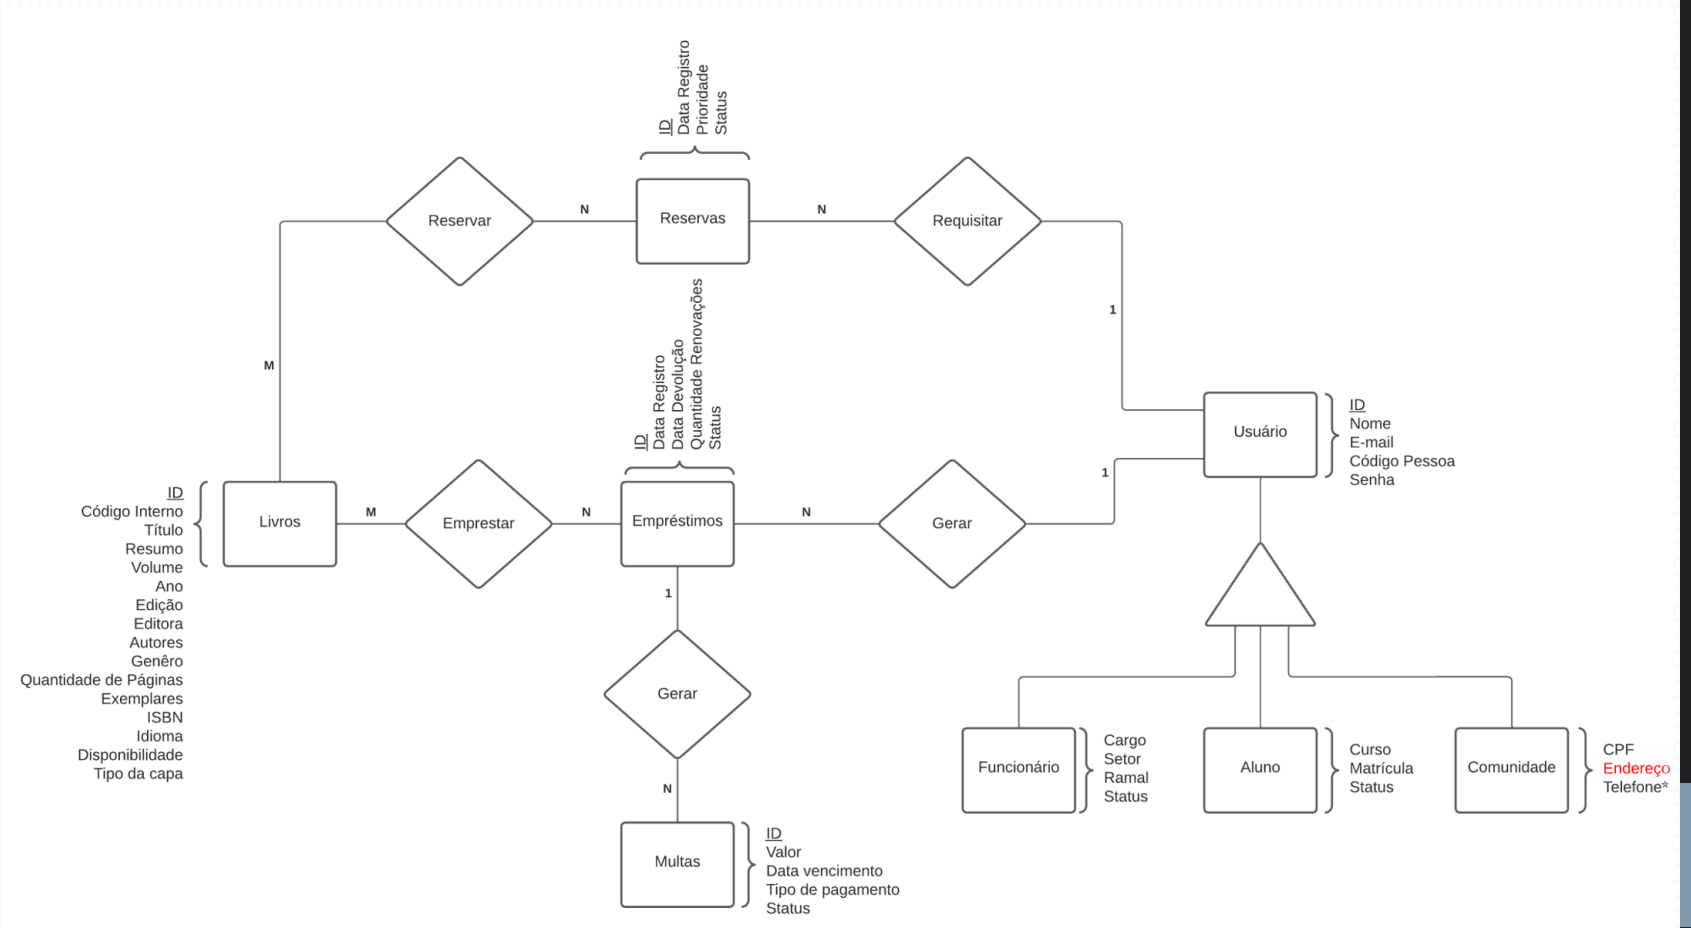 ID
Data Registro
Prioridade
Status
Reservar
N
Reservas
N
Requisitar
1
M
ID
Data Registro
Data Devolução
Quantidade Renovações
Status
Usuário
ID
Nome
E-mail
Código Pessoa
Senha
1
Livros
M
Emprestar
N
Empréstimos
N
Gerar
ID
Código Interno
Título
Resumo
Volume
Ano
Edição
Editora
Autores
Genêro
Quantidade de Páginas
Exemplares
ISBN
Idioma
Disponibilidade
Tipo da capa
1
Gerar
N
Multas
ID
Valor
Data vencimento
Tipo de pagamento
Status
Funcionário
Cargo
Setor
Ramal
Status
Aluno
Curso
Matrícula
Status
Comunidade
CPF
Endereço
Telefone*